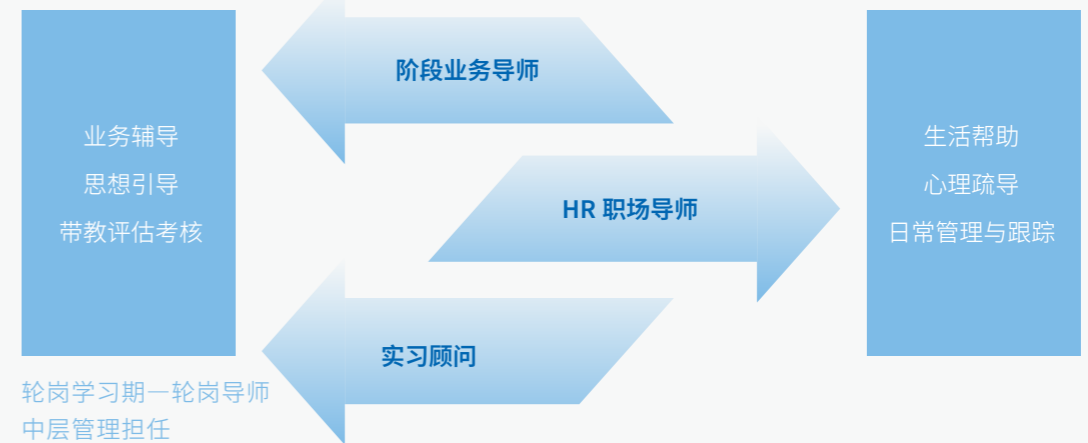 阶段业务导师
业务辅导
思想引导
带教评估考核
HR 职场导师
生活帮助
心理疏导
日常管理与跟踪
实习顾问
轮岗学习期—轮岗导师
中层管理担任